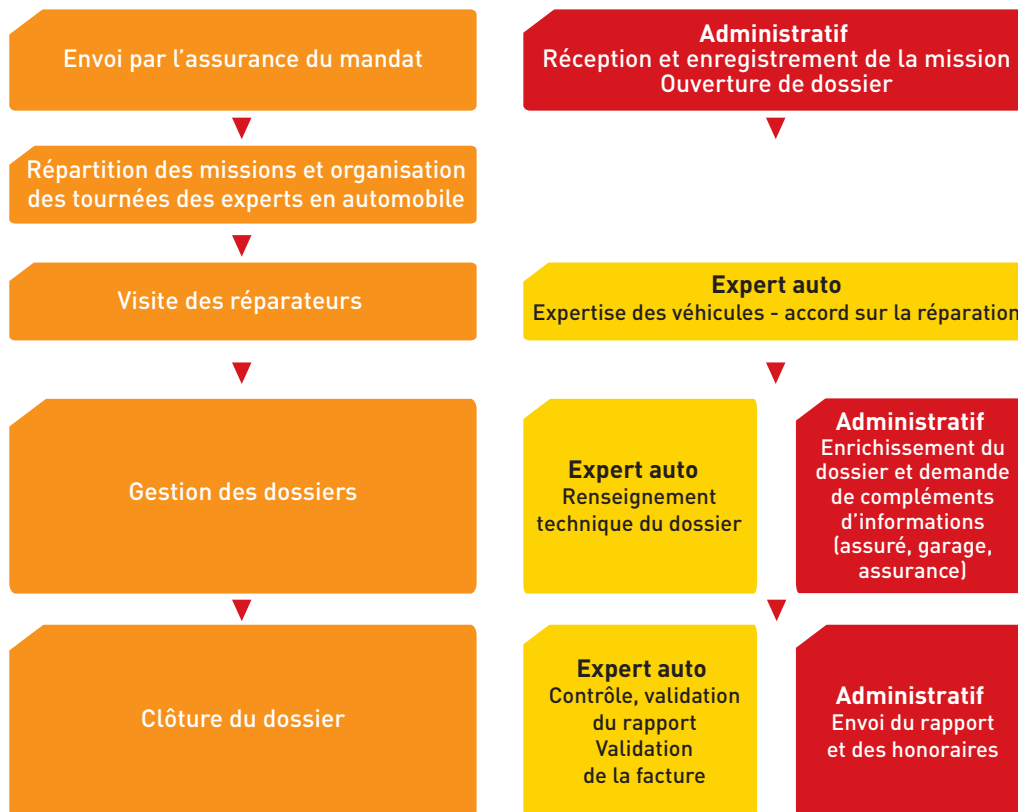 Envoi par l'assurance du mandat
Administratif
Réception et enregistrement de la mission
Ouverture de dossier
Répartition des missions et organisation
des tournées des experts en automobile
Visite des réparateurs
Expert auto
Expertise des véhicules - accord sur la réparation
Gestion des dossiers
Expert auto
Renseignement
technique du dossier
Administratif
Enrichissement du
dossier et demande
de compléments
d'informations
(assuré, garage,
assurance)
Clôture du dossier
Expert auto
Contrôle, validation
du rapport
Validation
de la facture
Administratif
Envoi du rapport
et des honoraires